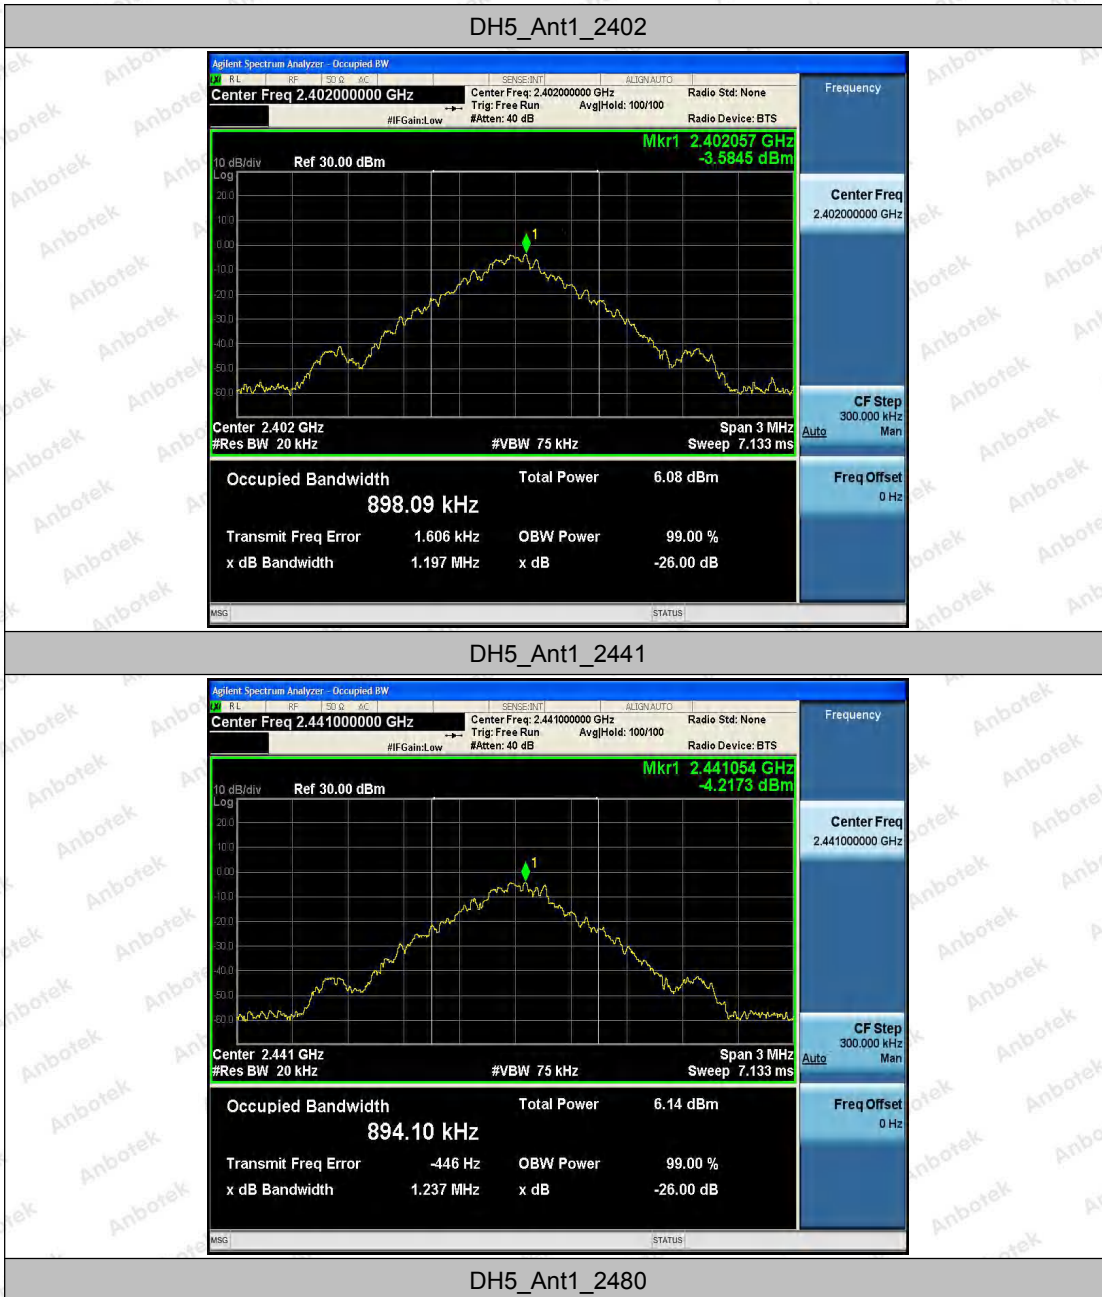 DH5_Ant1_2402
Agilent Spectrum Analyzer - Occupied BW
LXI RL RF 50 Ω AC SENSE:INT ALIGNAUTO
Center Freq 2.402000000 GHz
Center Freq: 2.402000000 GHz
Radio Std: None
Trig: Free Run Avg|Hold: 100/100
#IFGain:Low
#Atten: 40 dB
Radio Device: BTS
Mkr1 2.402057 GHz
-3.5845 dBm
10 dB/div Ref 30.00 dBm
Log
20.0
10.0
0.00
-10.0
-20.0
-30.0
-40.0
-50.0
-60.0
1
Center 2.402 GHz Span 3 MHz
#Res BW 20 kHz #VBW 75 kHz Sweep 7.133 ms
Occupied Bandwidth Total Power 6.08 dBm
898.09 kHz
Transmit Freq Error 1.606 kHz OBW Power 99.00 %
x dB Bandwidth 1.197 MHz x dB -26.00 dB
MSG STATUS
Frequency
Center Freq
2.402000000 GHz
CF Step
300.000 kHz
Auto Man
Freq Offset
0 Hz
DH5_Ant1_2441
Agilent Spectrum Analyzer - Occupied BW
LXI RL RF 50 Ω AC SENSE:INT ALIGNAUTO
Center Freq 2.441000000 GHz
Center Freq: 2.441000000 GHz
Radio Std: None
Trig: Free Run Avg|Hold: 100/100
#IFGain:Low
#Atten: 40 dB
Radio Device: BTS
Mkr1 2.441054 GHz
-4.2173 dBm
10 dB/div Ref 30.00 dBm
Log
20.0
10.0
0.00
-10.0
-20.0
-30.0
-40.0
-50.0
-60.0
1
Center 2.441 GHz Span 3 MHz
#Res BW 20 kHz #VBW 75 kHz Sweep 7.133 ms
Occupied Bandwidth Total Power 6.14 dBm
894.10 kHz
Transmit Freq Error -446 Hz OBW Power 99.00 %
x dB Bandwidth 1.237 MHz x dB -26.00 dB
MSG STATUS
Frequency
Center Freq
2.441000000 GHz
CF Step
300.000 kHz
Auto Man
Freq Offset
0 Hz
DH5_Ant1_2480
Anbotek